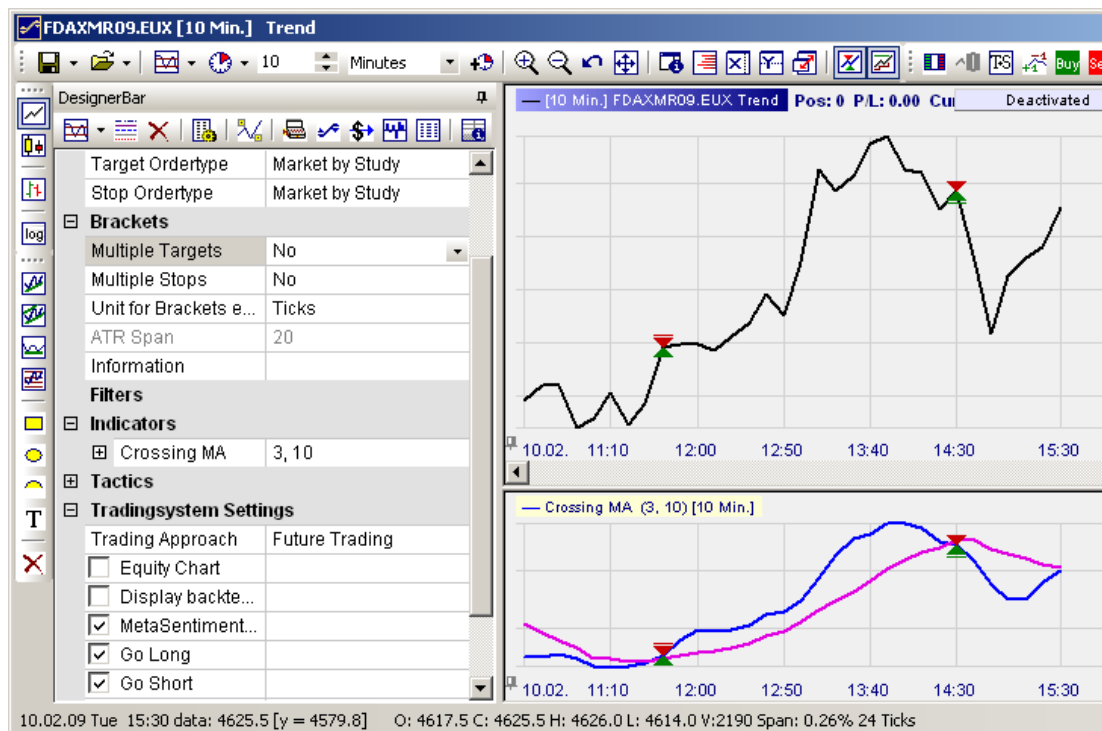 FDAXMR09.EUX [10 Min.] Trend
10 Minutes Buy
DesignerBar
Target Ordertype Market by Study
Stop Ordertype Market by Study
Brackets
Multiple Targets No
Multiple Stops No
Unit for Brackets e... Ticks
ATR Span 20
Information
Filters
Indicators
Crossing MA 3, 10
Tactics
Tradingsystem Settings
Trading Approach Future Trading
Equity Chart
Display backte...
MetaSentiment...
Go Long
Go Short
log
T
[10 Min.] FDAXMR09.EUX Trend Pos: 0 P/L: 0.00 Deactivated
10.02. 11:10 12:00 12:50 13:40 14:30 15:30
Crossing MA (3, 10) [10 Min.]
10.02. 11:10 12:00 12:50 13:40 14:30 15:30
10.02.09 Tue 15:30 data: 4625.5 [y = 4579.8] O: 4617.5 C: 4625.5 H: 4626.0 L: 4614.0 V:2190 Span: 0.26% 24 Ticks